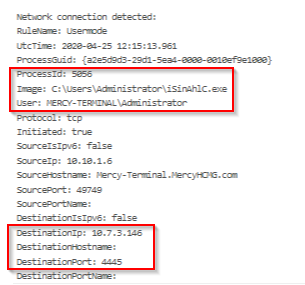 Network connection detected:
RuleName: Usermode
UtcTime: 2020-04-25 12:15:13.961
ProcessGuid: {a2e5d9d3-29d1-5ea4-0000-0010ef9e1000}
ProcessId: 5056
Image: C:\Users\Administrator\iSinAhlC.exe
User: MERCY-TERMINAL\Administrator
Protocol: tcp
Initiated: true
SourceIsIpv6: false
SourceIp: 10.10.1.6
SourceHostname: Mercy-Terminal.MercyHCMG.com
SourcePort: 49749
SourcePortName:
DestinationIsIpv6: false
DestinationIp: 10.7.3.146
DestinationHostname:
DestinationPort: 4445
DestinationPortName: